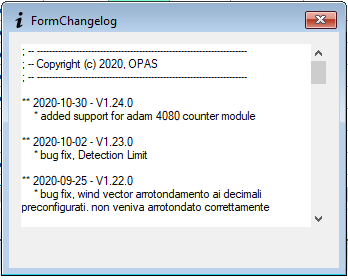 FormChangelog
; -- ----------------------------------------------------------------
; -- Copyright (c) 2020, OPAS
; -- ----------------------------------------------------------------
** 2020-10-30 - V1.24.0
* added support for adam 4080 counter module
** 2020-10-02 - V1.23.0
* bug fix, Detection Limit
** 2020-09-25 - V1.22.0
* bug fix, wind vector arrotondamento ai decimali
preconfigurati. non veniva arrotondato correttamente